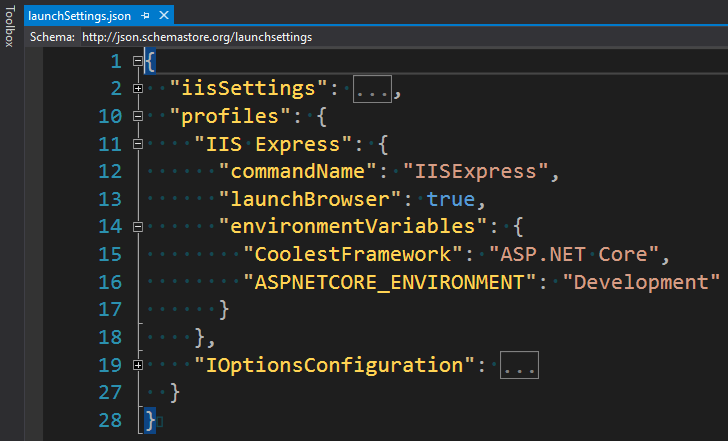 Toolbox
launchSettings.json
Schema: http://json.schemastore.org/launchsettings
1 {
2 "iisSettings": ...,
10 "profiles": {
11 "IIS Express": {
12 "commandName": "IISExpress",
13 "launchBrowser": true,
14 "environmentVariables": {
15 "CoolestFramework": "ASP.NET Core",
16 "ASPNETCORE_ENVIRONMENT": "Development"
17 }
18 },
19 "IOptionsConfiguration": ...
27 }
28 }